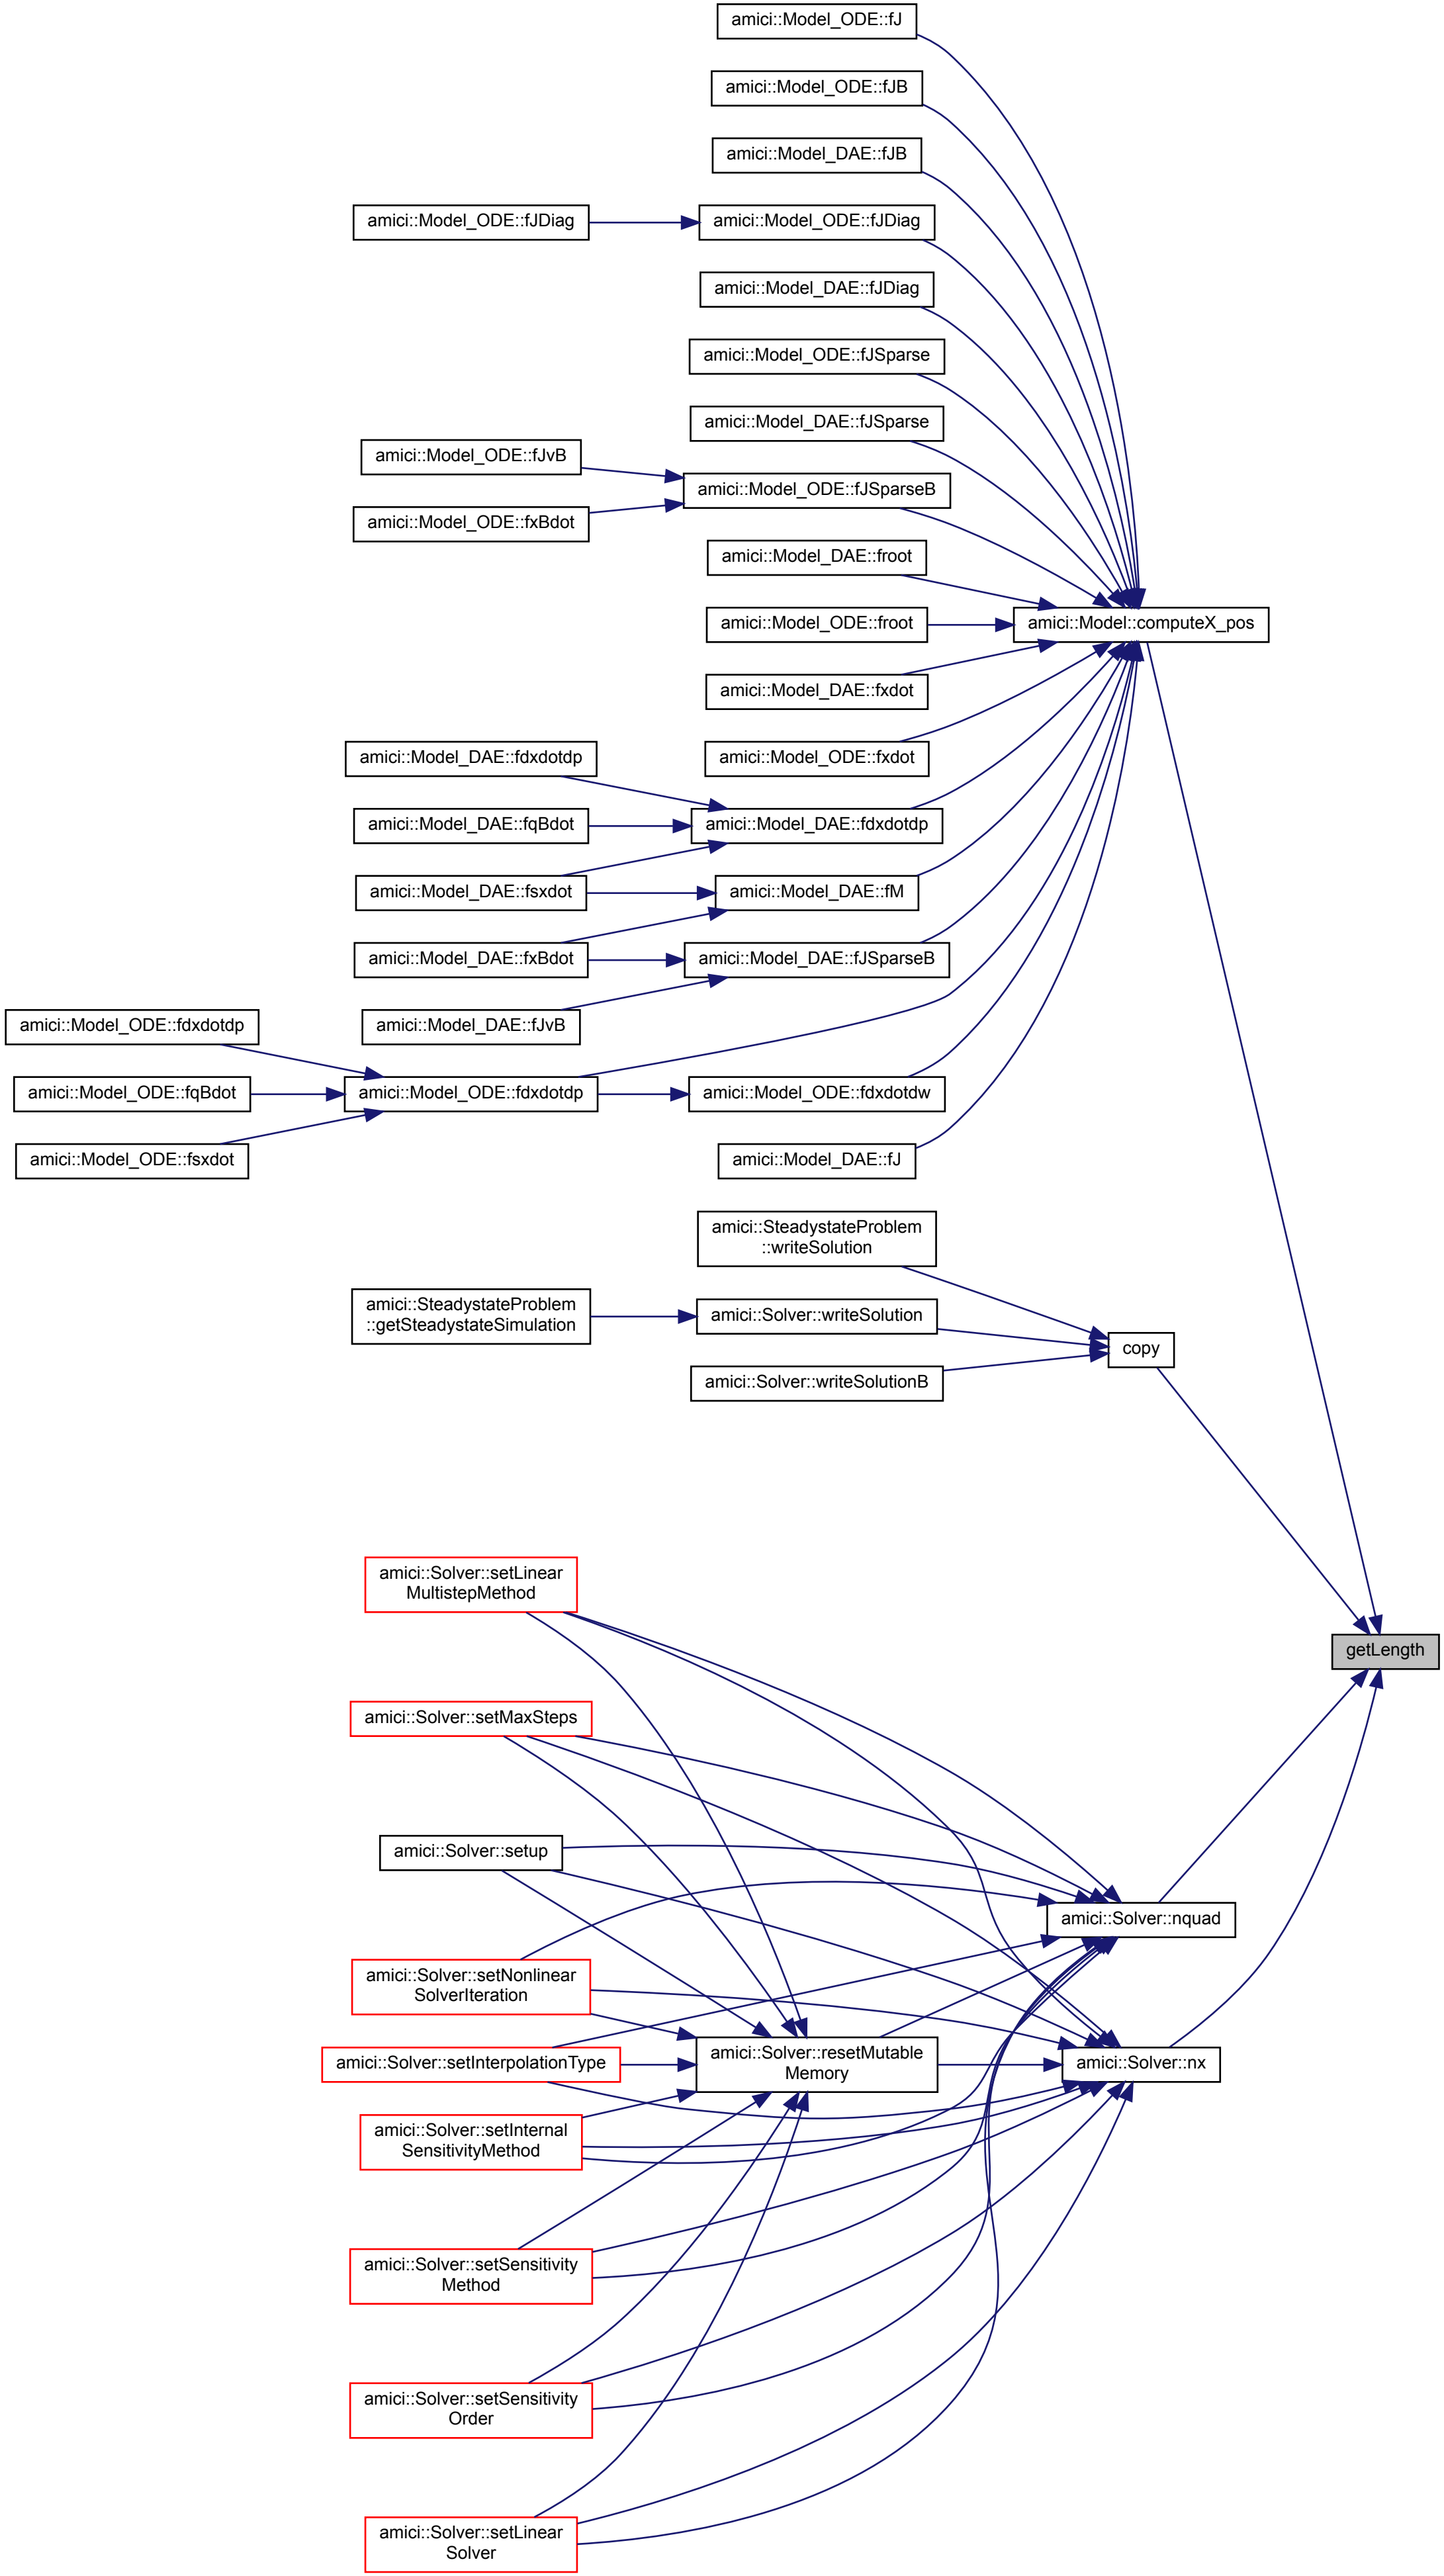 amici::Model_ODE::fJ
amici::Model_ODE::fJB
amici::Model_DAE::fJB
amici::Model_ODE::fJDiag
amici::Model_ODE::fJDiag
amici::Model_DAE::fJDiag
amici::Model_ODE::fJSparse
amici::Model_DAE::fJSparse
amici::Model_ODE::fJvB
amici::Model_ODE::fJSparseB
amici::Model_ODE::fxBdot
amici::Model_DAE::froot
amici::Model_ODE::froot
amici::Model::computeX_pos
amici::Model_DAE::fxdot
amici::Model_ODE::fxdot
amici::Model_DAE::fdxdotdp
amici::Model_DAE::fqBdot
amici::Model_DAE::fdxdotdp
amici::Model_DAE::fsxdot
amici::Model_DAE::fM
amici::Model_DAE::fxBdot
amici::Model_DAE::fJSparseB
amici::Model_DAE::fJvB
amici::Model_ODE::fdxdotdp
amici::Model_ODE::fqBdot
amici::Model_ODE::fdxdotdp
amici::Model_ODE::fdxdotdw
amici::Model_ODE::fsxdot
amici::Model_DAE::fJ
amici::SteadystateProblem
::writeSolution
amici::SteadystateProblem
::getSteadystateSimulation
amici::Solver::writeSolution
copy
amici::Solver::writeSolutionB
amici::Solver::setLinear
MultistepMethod
getLength
amici::Solver::setMaxSteps
amici::Solver::setup
amici::Solver::nquad
amici::Solver::setNonlinear
SolverIteration
amici::Solver::setInterpolationType
amici::Solver::resetMutable
Memory
amici::Solver::nx
amici::Solver::setInternal
SensitivityMethod
amici::Solver::setSensitivity
Method
amici::Solver::setSensitivity
Order
amici::Solver::setLinear
Solver